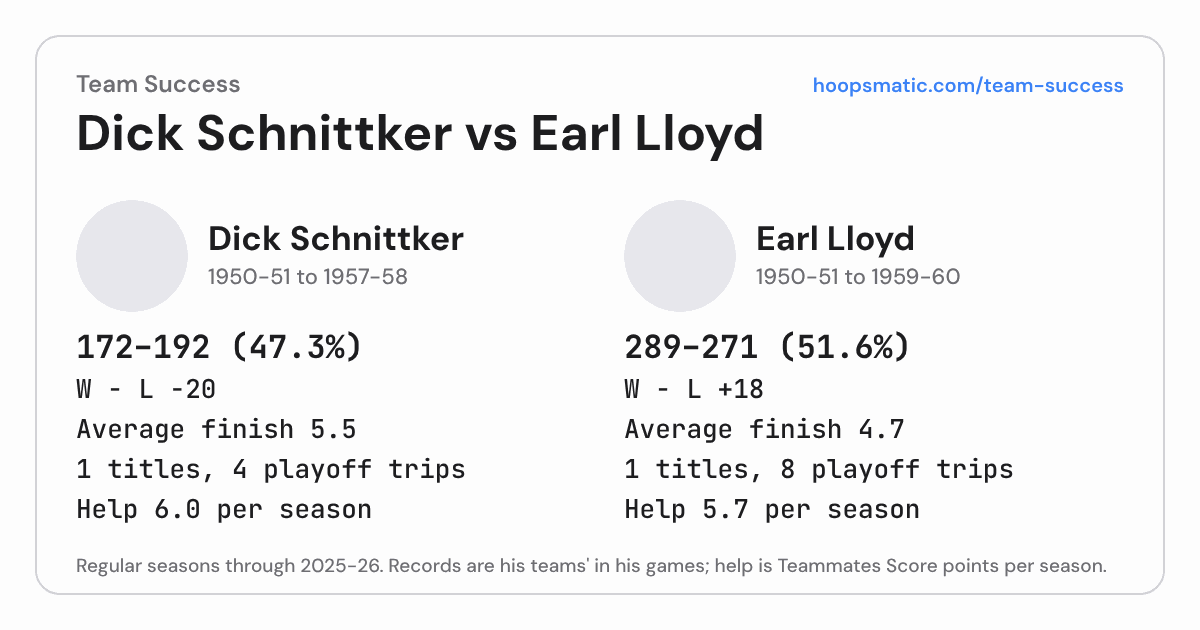 Team Success
hoopsmatic.com/team-success
Dick Schnittker vs Earl Lloyd
Dick Schnittker
1950-51 to 1957-58
172-192 (47.3%)
W - L -20
Average finish 5.5
1 titles, 4 playoff trips
Help 6.0 per season
Earl Lloyd
1950-51 to 1959-60
289-271 (51.6%)
W - L +18
Average finish 4.7
1 titles, 8 playoff trips
Help 5.7 per season
Regular seasons through 2025-26. Records are his teams' in his games; help is Teammates Score points per season.